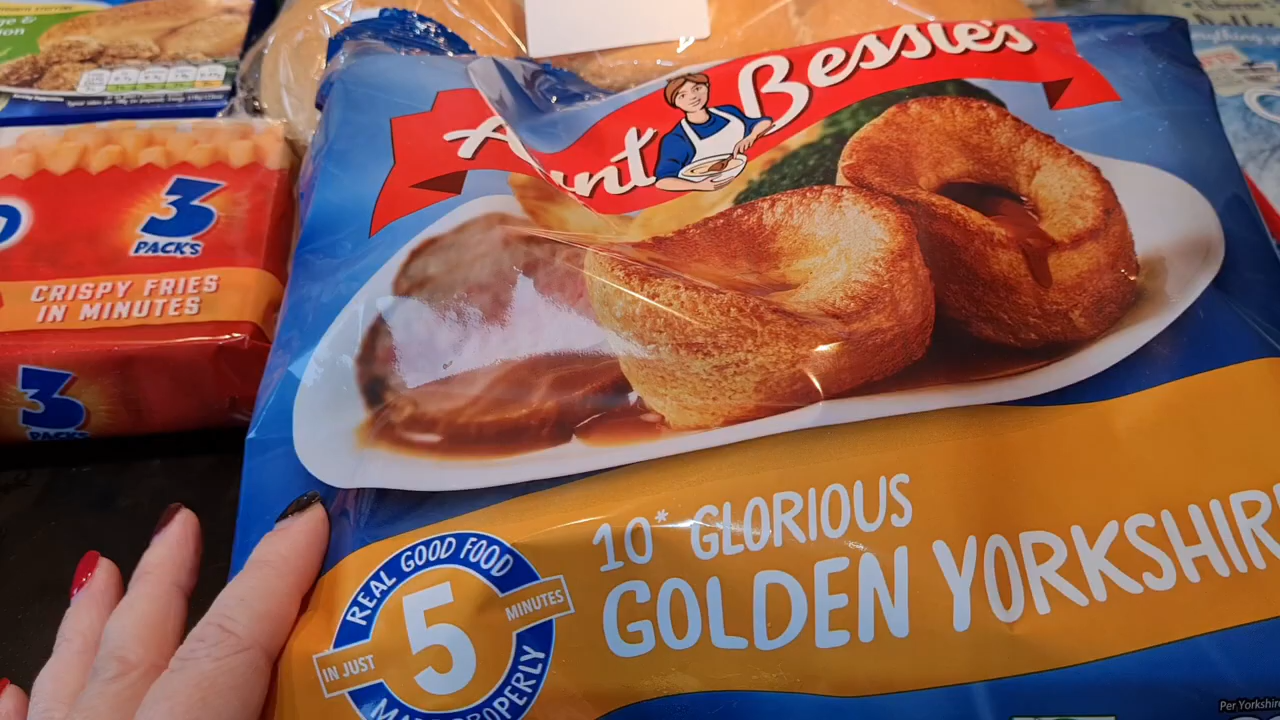 Aunt Bessie's
3
PACKS
CRISPY FRIES
IN MINUTES
3
PACKS
10* GLORIOUS
GOLDEN YORKSHIR
REAL GOOD FOOD
IN JUST
5
MINUTES
Per Yorkshir